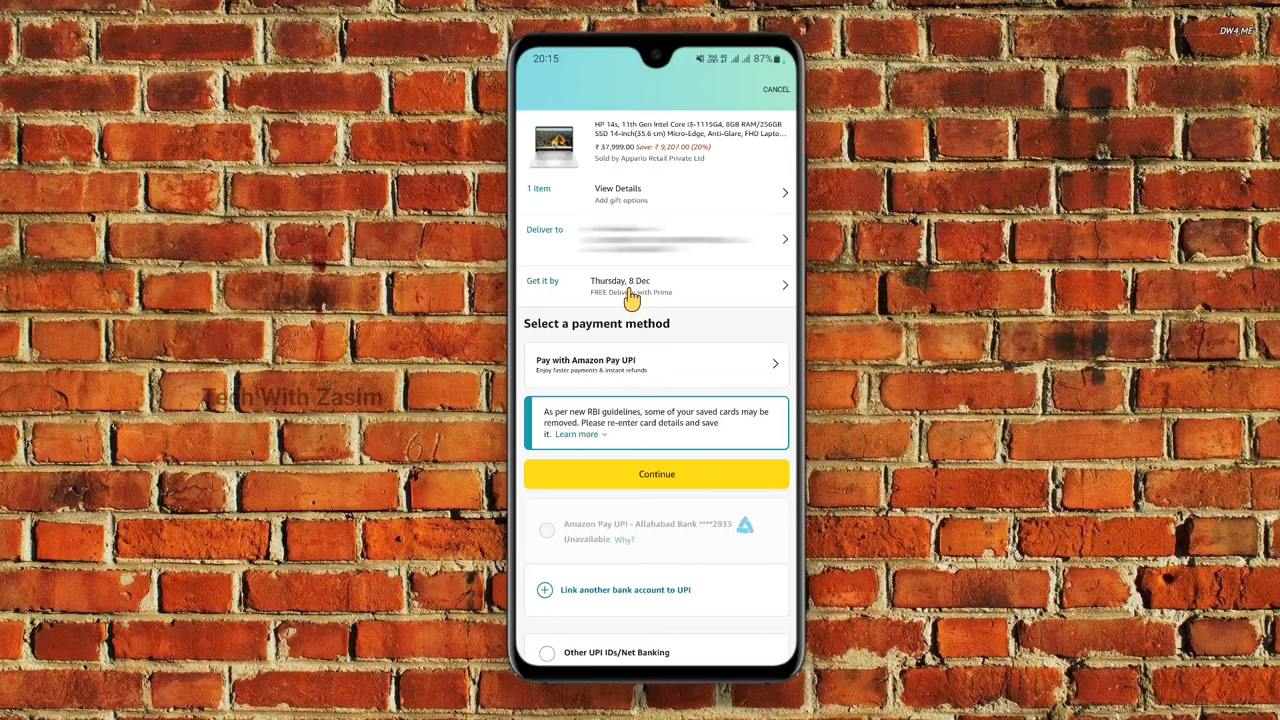 DW4.ME
20:15
87%
CANCEL
HP 14s, 11th Gen Intel Core i3-1115G4, 8GB RAM/256GB
SSD 14-inch(35.6 cm) Micro-Edge, Anti-Glare, FHD Lapto...
₹ 37,999.00 Save: ₹ 9,207.00 (20%)
Sold by Appario Retail Private Ltd
1 item
View Details
Add gift options
Deliver to
Get it by
Thursday, 8 Dec
FREE Delivery with Prime
Select a payment method
Pay with Amazon Pay UPI
Enjoy faster payments & instant refunds
Tech With Zasim
As per new RBI guidelines, some of your saved cards may be
removed. Please re-enter card details and save
it. Learn more
Continue
Amazon Pay UPI - Allahabad Bank ****2933
Unavailable Why?
Link another bank account to UPI
Other UPI IDs/Net Banking